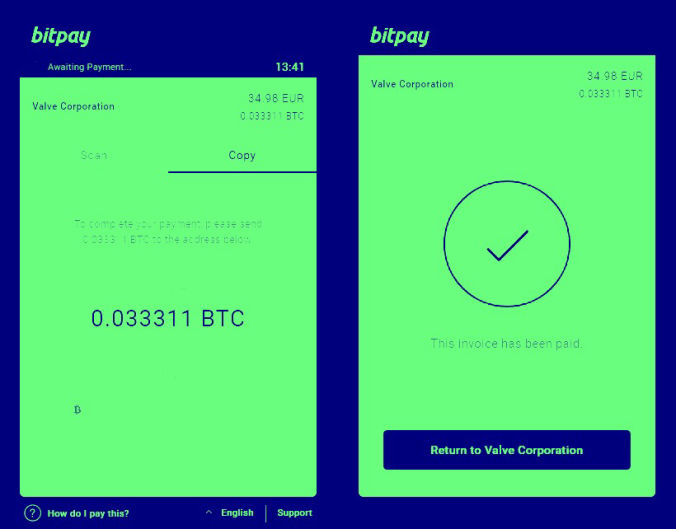 bitpay
Awaiting Payment...
13:41
Valve Corporation
34.98 EUR
0.033311 BTC
Scan
Copy
To complete your payment, please send
0.033311 BTC to the address below.
0.033311 BTC
?
How do I pay this?
English
Support
bitpay
Valve Corporation
34.98 EUR
0.033311 BTC
This invoice has been paid.
Return to Valve Corporation